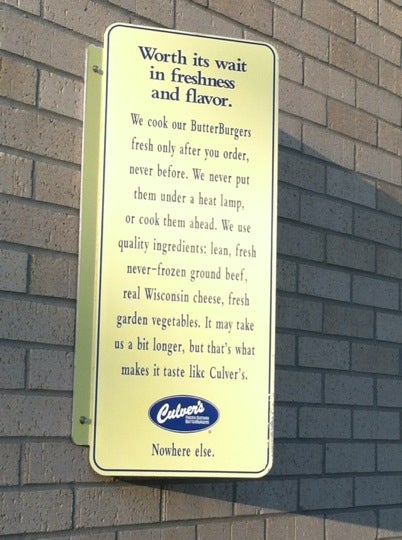 Worth its wait
in freshness
and flavor.
We cook our ButterBurgers
fresh only after you order,
never before. We never put
them under a heat lamp,
or cook them ahead. We use
quality ingredients: lean, fresh
never-frozen ground beef,
real Wisconsin cheese, fresh
garden vegetables. It may take
us a bit longer, but that's what
makes it taste like Culver's.
Culver's
FROZEN CUSTARD
BUTTERBURGERS
Nowhere else.